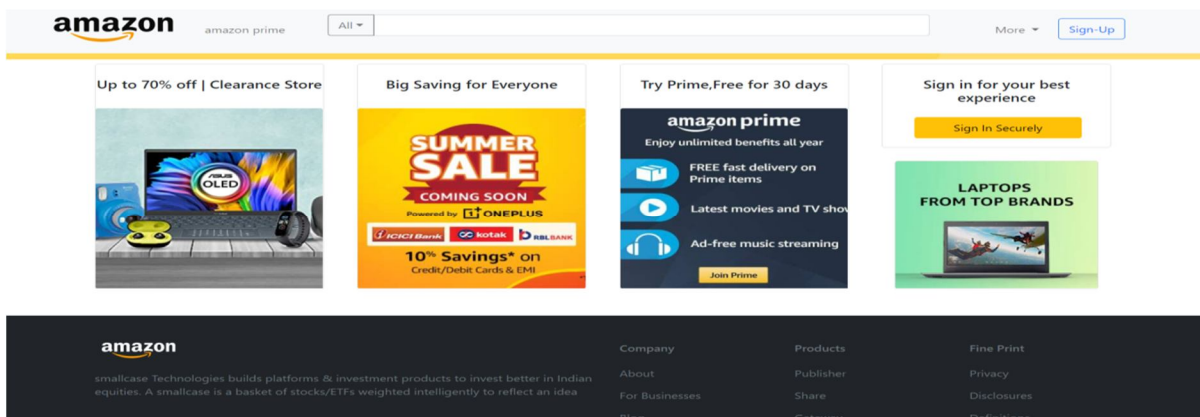 amazon
amazon prime
All
More
Sign-Up
Up to 70% off | Clearance Store
ASUS
OLED
Big Saving for Everyone
SUMMER
SALE
COMING SOON
Powered by ONEPLUS
ICICI Bank kotak RBL BANK
10% Savings* on
Credit/Debit Cards & EMI
Try Prime,Free for 30 days
amazon prime
Enjoy unlimited benefits all year
FREE fast delivery on
Prime items
Latest movies and TV show
Ad-free music streaming
Join Prime
Sign in for your best
experience
Sign In Securely
LAPTOPS
FROM TOP BRANDS
amazon
smallcase Technologies builds platforms & investment products to invest better in Indian
equities. A smallcase is a basket of stocks/ETFs weighted intelligently to reflect an idea
Company
About
For Businesses
Products
Publisher
Share
Fine Print
Privacy
Disclosures